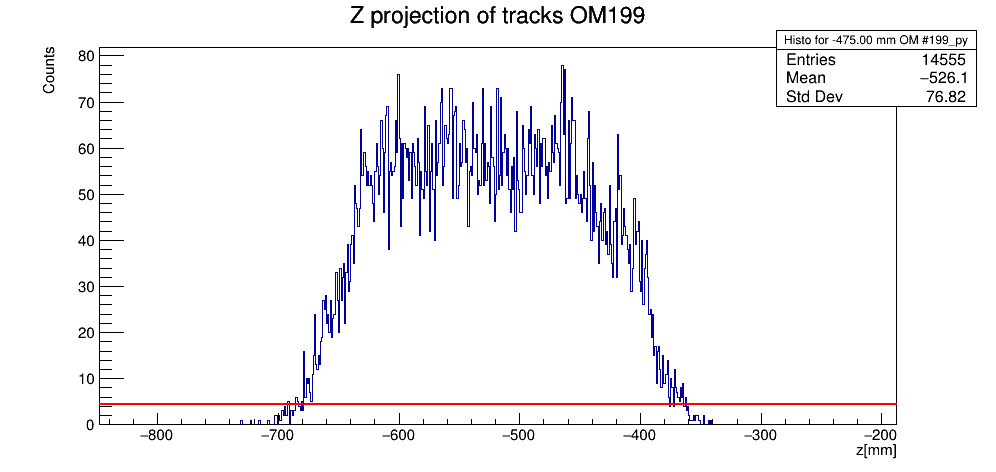 Z projection of tracks OM199
Histo for -475.00 mm OM #199_py
Entries 14555
Mean −526.1
Std Dev 76.82
Counts
80
70
60
50
40
30
20
10
0
−800 −700 −600 −500 −400 −300 −200
z[mm]